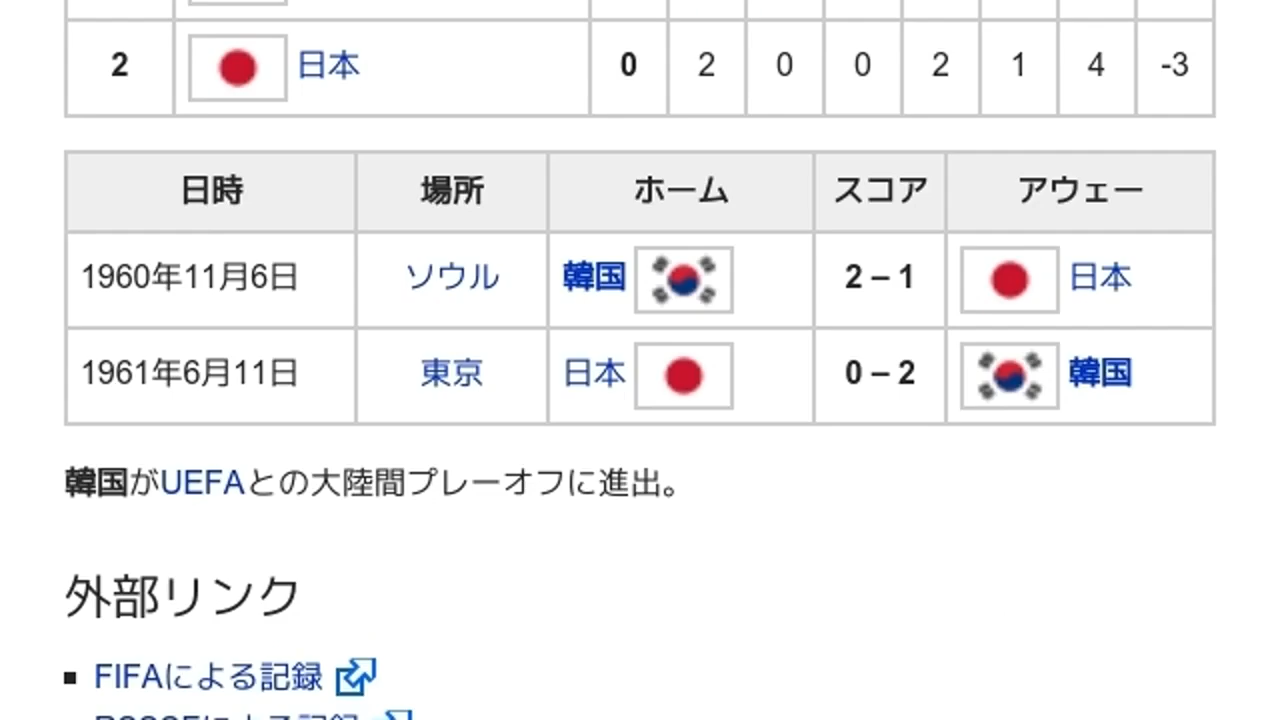 2 日本 0 2 0 0 2 1 4 -3
日時 場所 ホーム スコア アウェー
1960年11月6日 ソウル 韓国 2 – 1 日本
1961年6月11日 東京 日本 0 – 2 韓国
韓国がUEFAとの大陸間プレーオフに進出。
外部リンク
FIFAによる記録